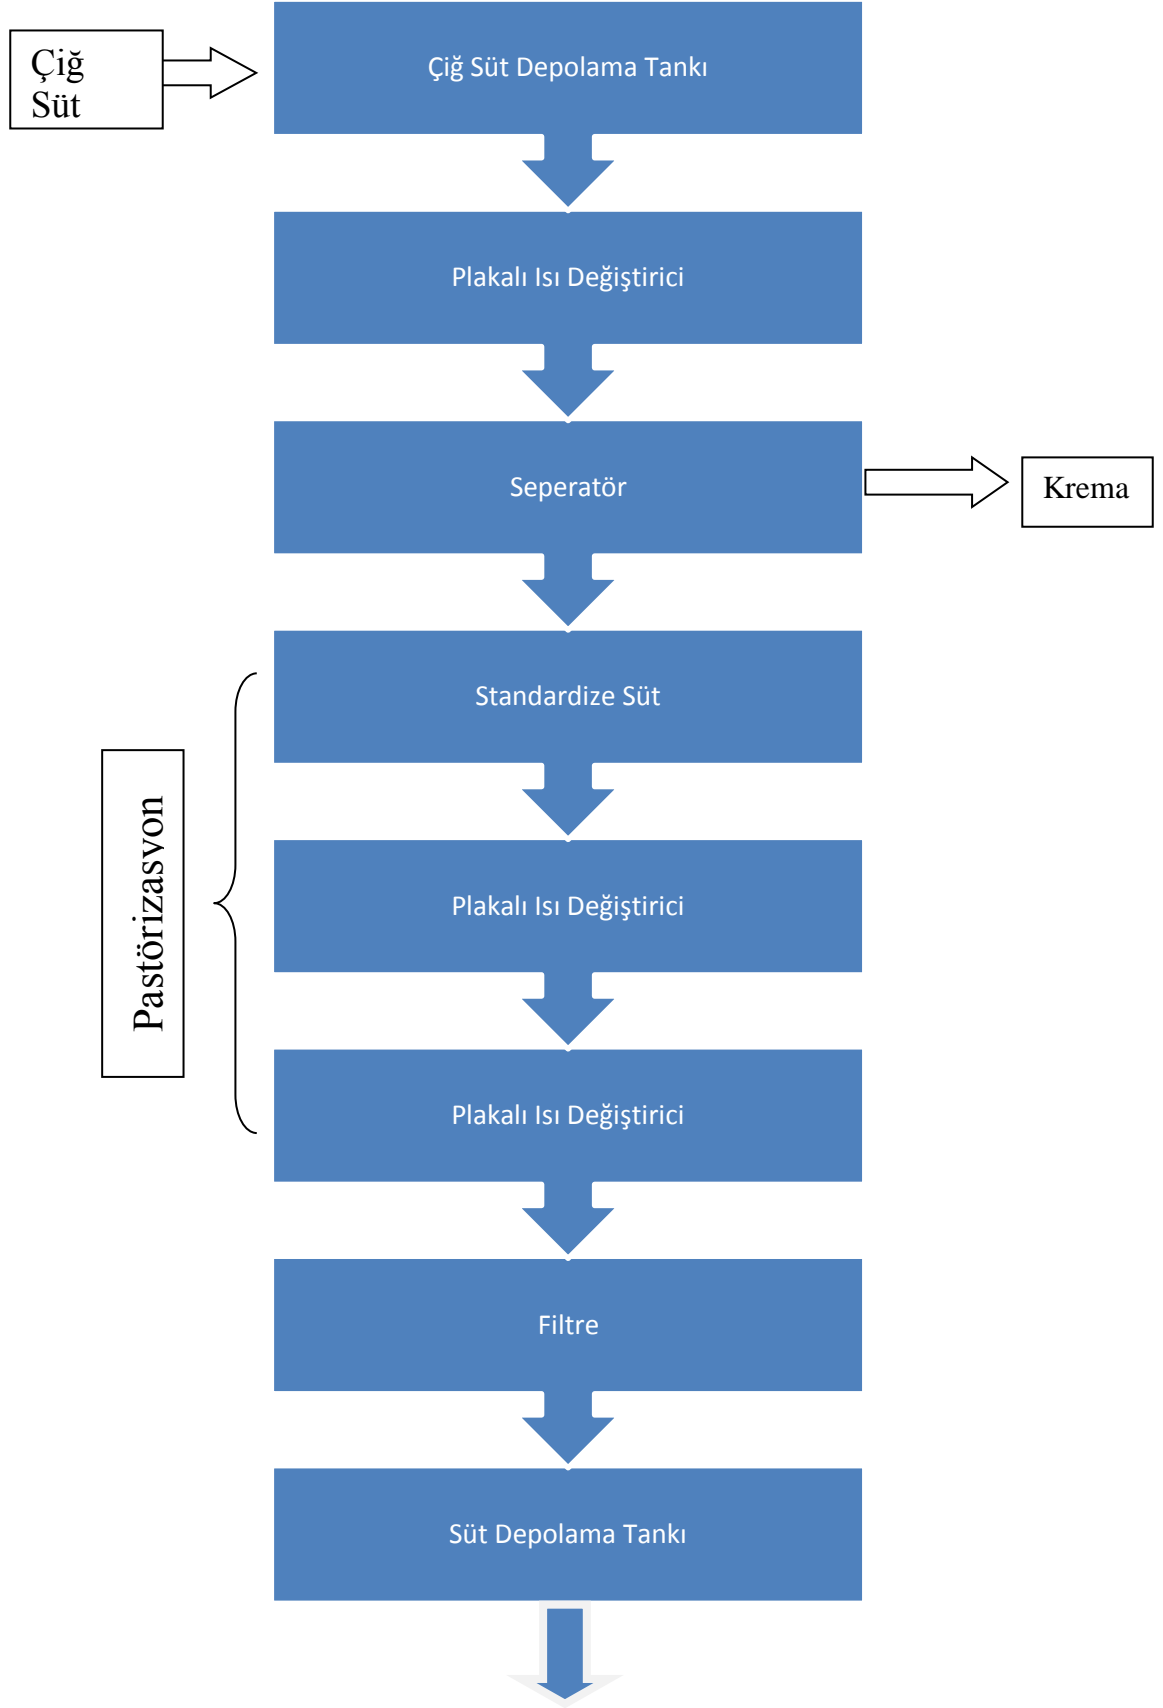 Çiğ
Süt
Çiğ Süt Depolama Tankı
Plakalı Isı Değiştirici
Seperatör
Krema
Standardize Süt
Pastörizasyon
Plakalı Isı Değiştirici
Plakalı Isı Değiştirici
Filtre
Süt Depolama Tankı